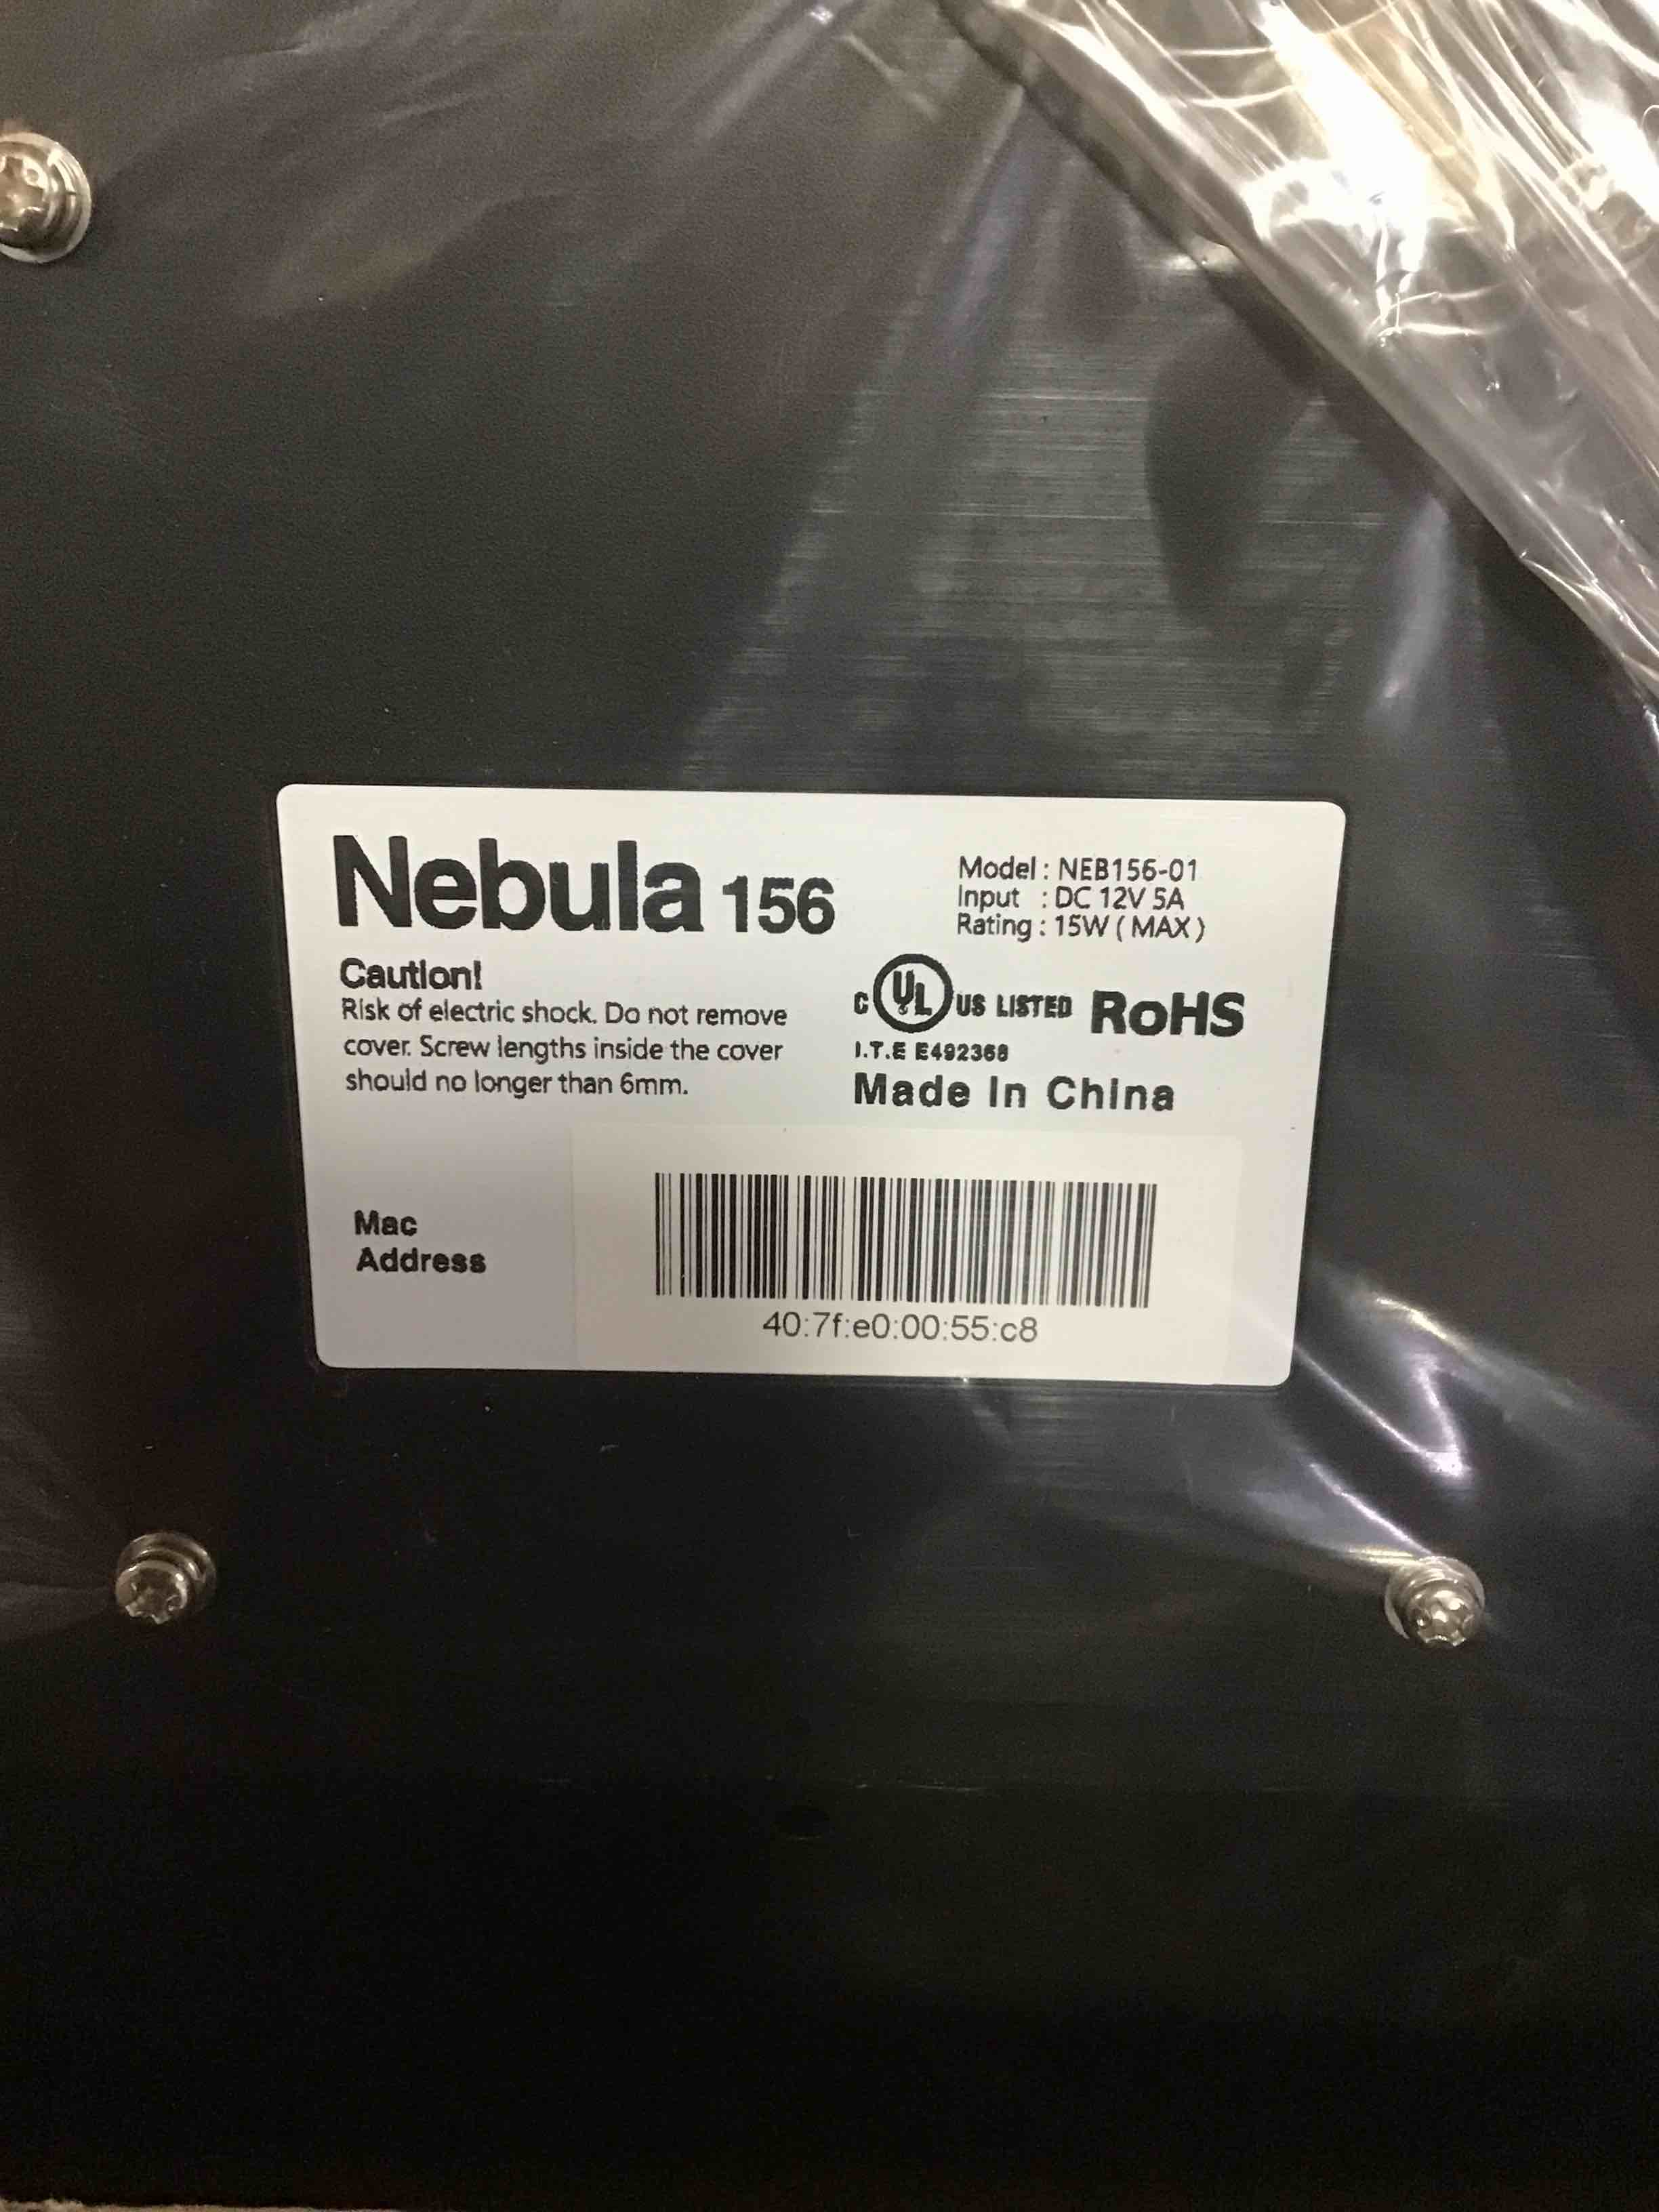 Nebula 156
Model : NEB156-01
Input : DC 12V 5A
Rating : 15W ( MAX )
Caution!
Risk of electric shock. Do not remove
cover. Screw lengths inside the cover
should no longer than 6mm.
C UL US LISTED RoHS
I.T.E E492368
Made In China
Mac
Address
40:7f:e0:00:55:c8